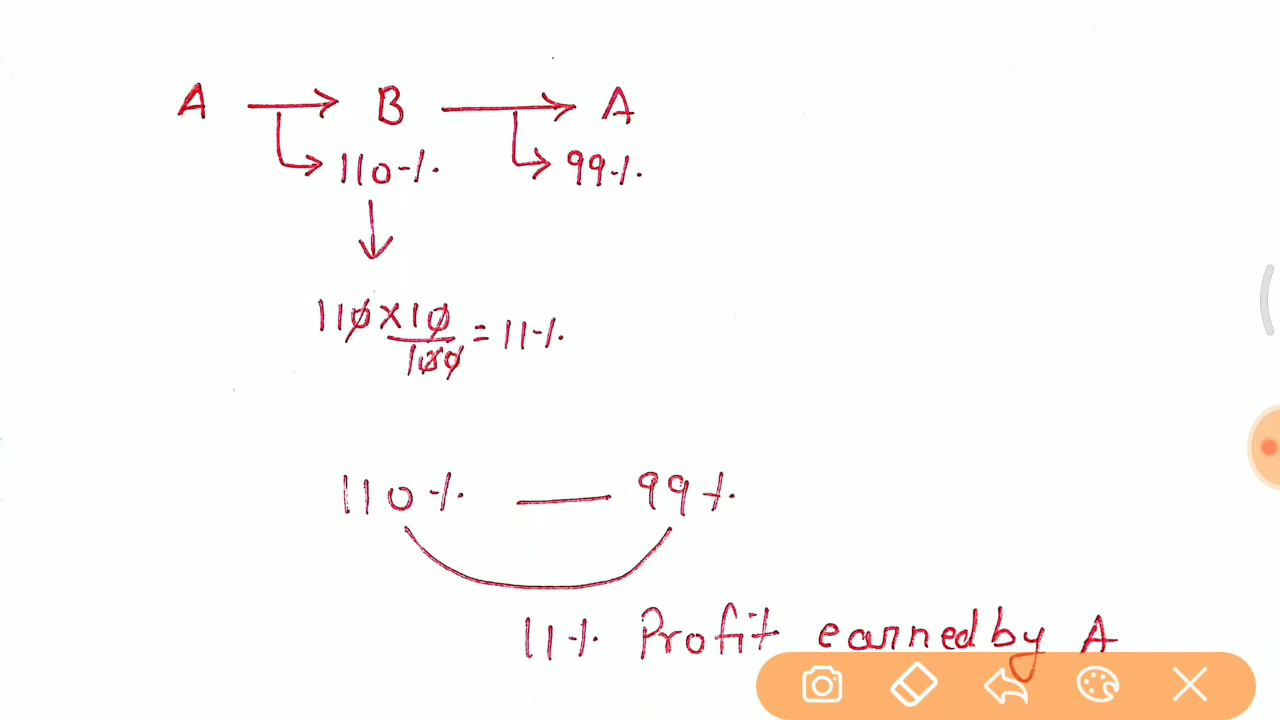 A → B → A
110% 99%
110 × 10 / 100 = 11%
110% — 99%
11% Profit earned by A